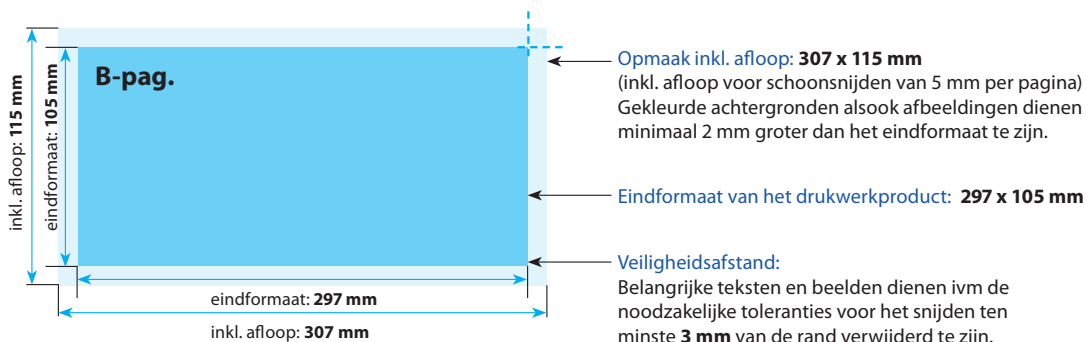 B-pag.
inkl. afloop: 115 mm
eindformaat: 105 mm
eindformaat: 297 mm
inkl. afloop: 307 mm
Opmaak inkl. afloop: 307 x 115 mm
(inkl. afloop voor schoonsnijden van 5 mm per pagina)
Gekleurde achtergronden alsook afbeeldingen dienen
minimaal 2 mm groter dan het eindformaat te zijn.
Eindformaat van het drukwerkproduct: 297 x 105 mm
Veiligheidsafstand:
Belangrijke teksten en beelden dienen ivm de
noodzakelijke toleranties voor het snijden ten
minste 3 mm van de rand verwijderd te zijn.